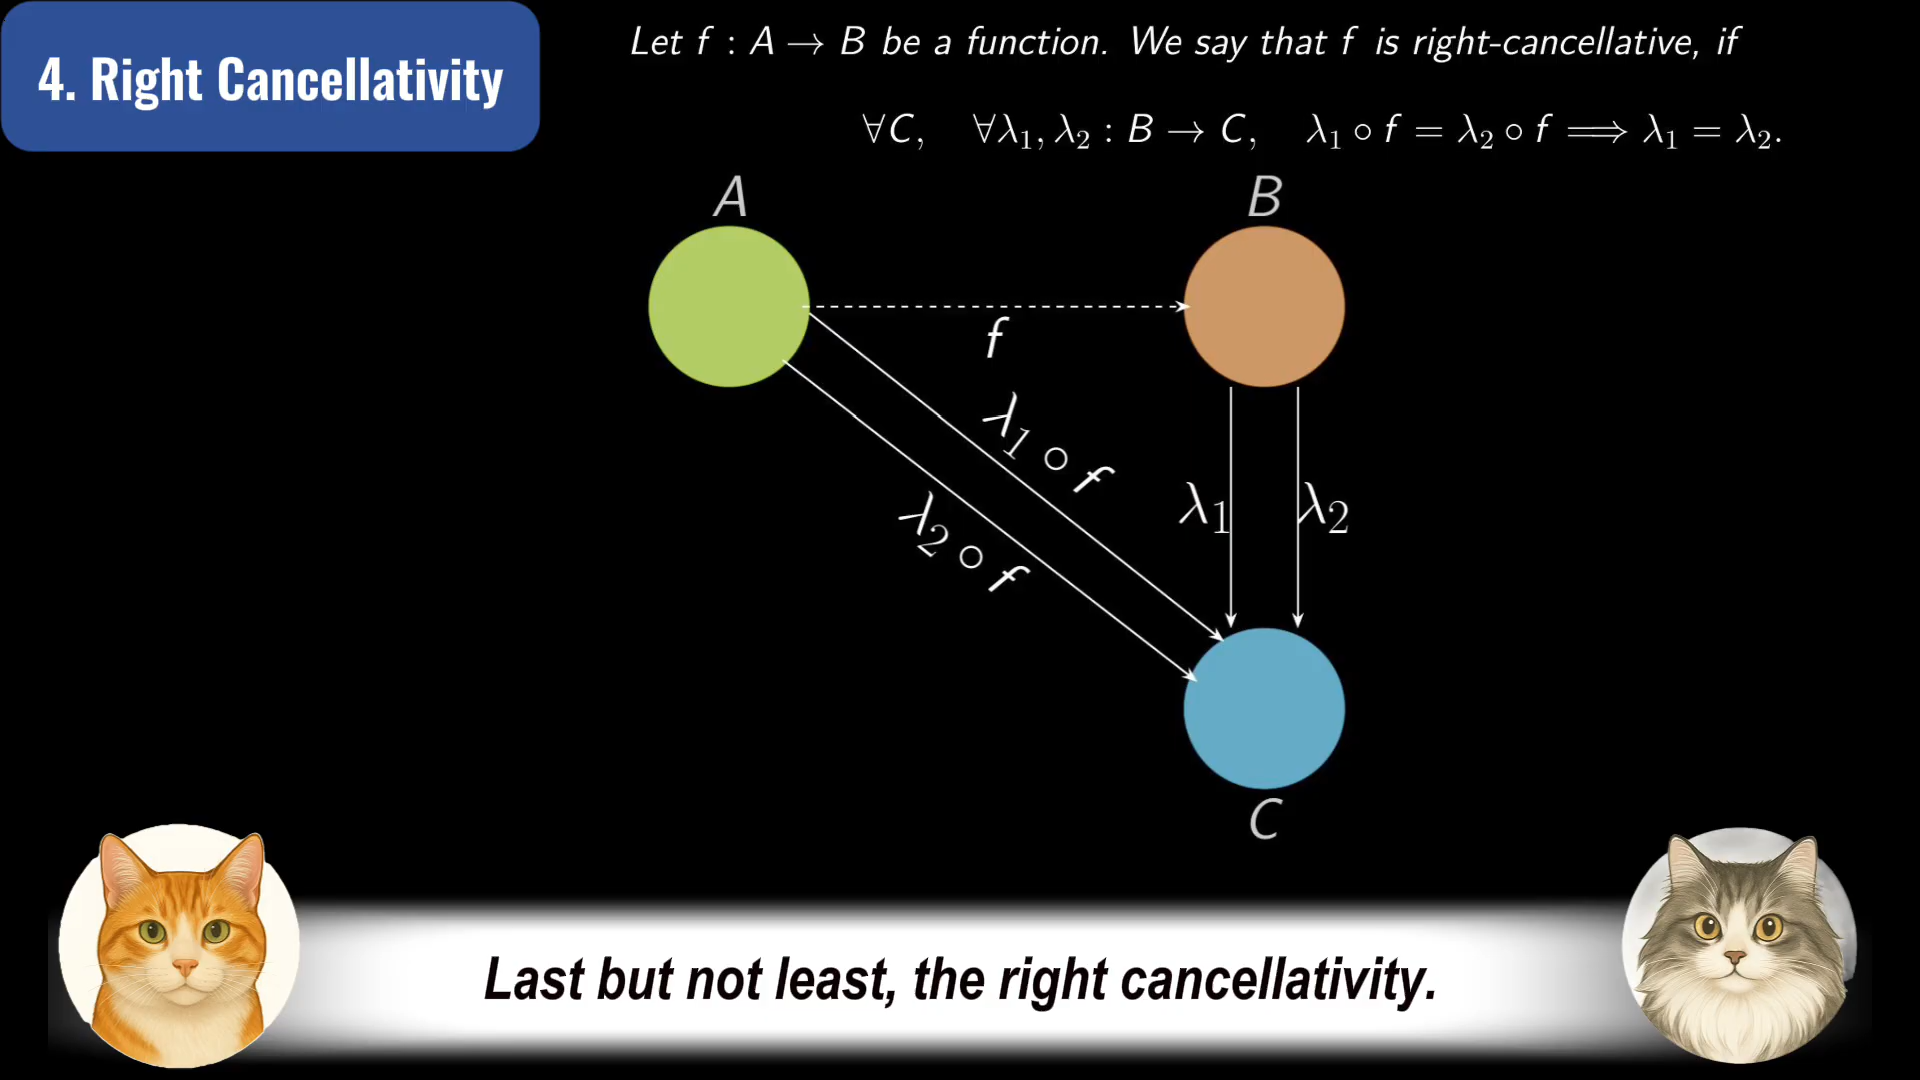 4. Right Cancellativity
Let f : A → B be a function. We say that f is right-cancellative, if
∀C, ∀λ₁, λ₂ : B → C, λ₁ ∘ f = λ₂ ∘ f ⟹ λ₁ = λ₂.
A
B
f
λ₁ ∘ f
λ₂ ∘ f
λ₁
λ₂
C
Last but not least, the right cancellativity.